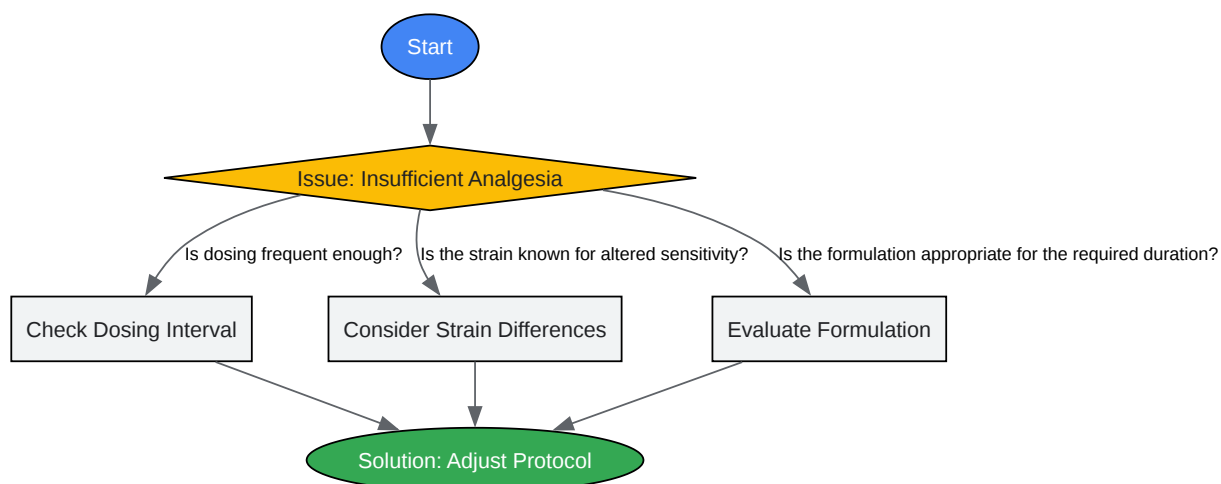 Start
Issue: Insufficient Analgesia
Is dosing frequent enough?
Is the strain known for altered sensitivity?
Is the formulation appropriate for the required duration?
Check Dosing Interval
Consider Strain Differences
Evaluate Formulation
Solution: Adjust Protocol